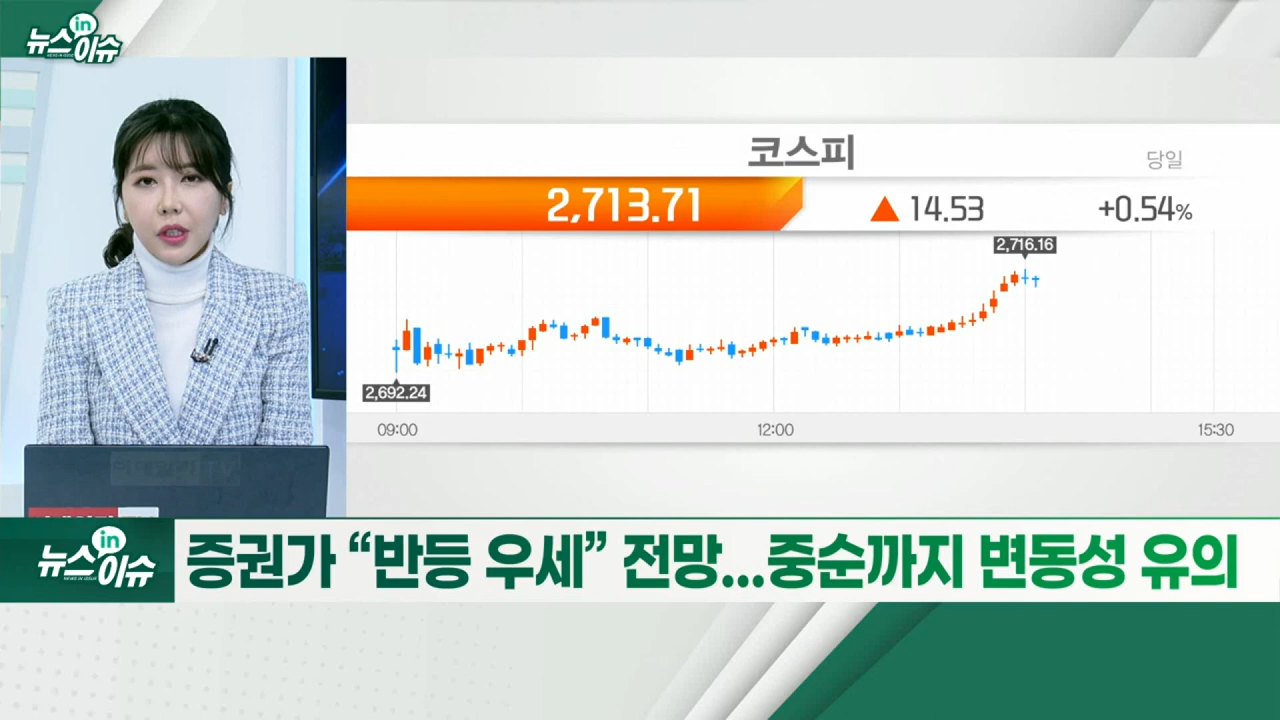 뉴스in이슈
코스피
당일
2,713.71 ▲ 14.53 +0.54%
2,716.16
2,692.24
09:00 12:00 15:30
뉴스in이슈
증권가 “반등 우세” 전망...중순까지 변동성 유의